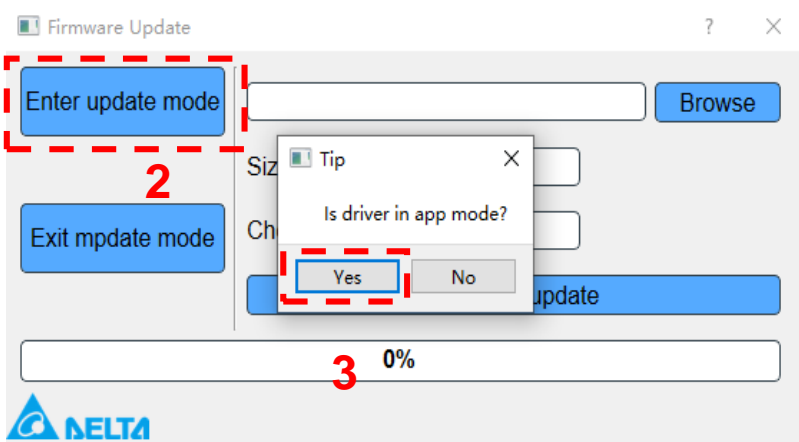 Firmware Update
Enter update mode
Browse
2
Siz
Tip
Is driver in app mode?
Exit mpdate mode
Ch
Yes
No
update
3
0%
DELTA